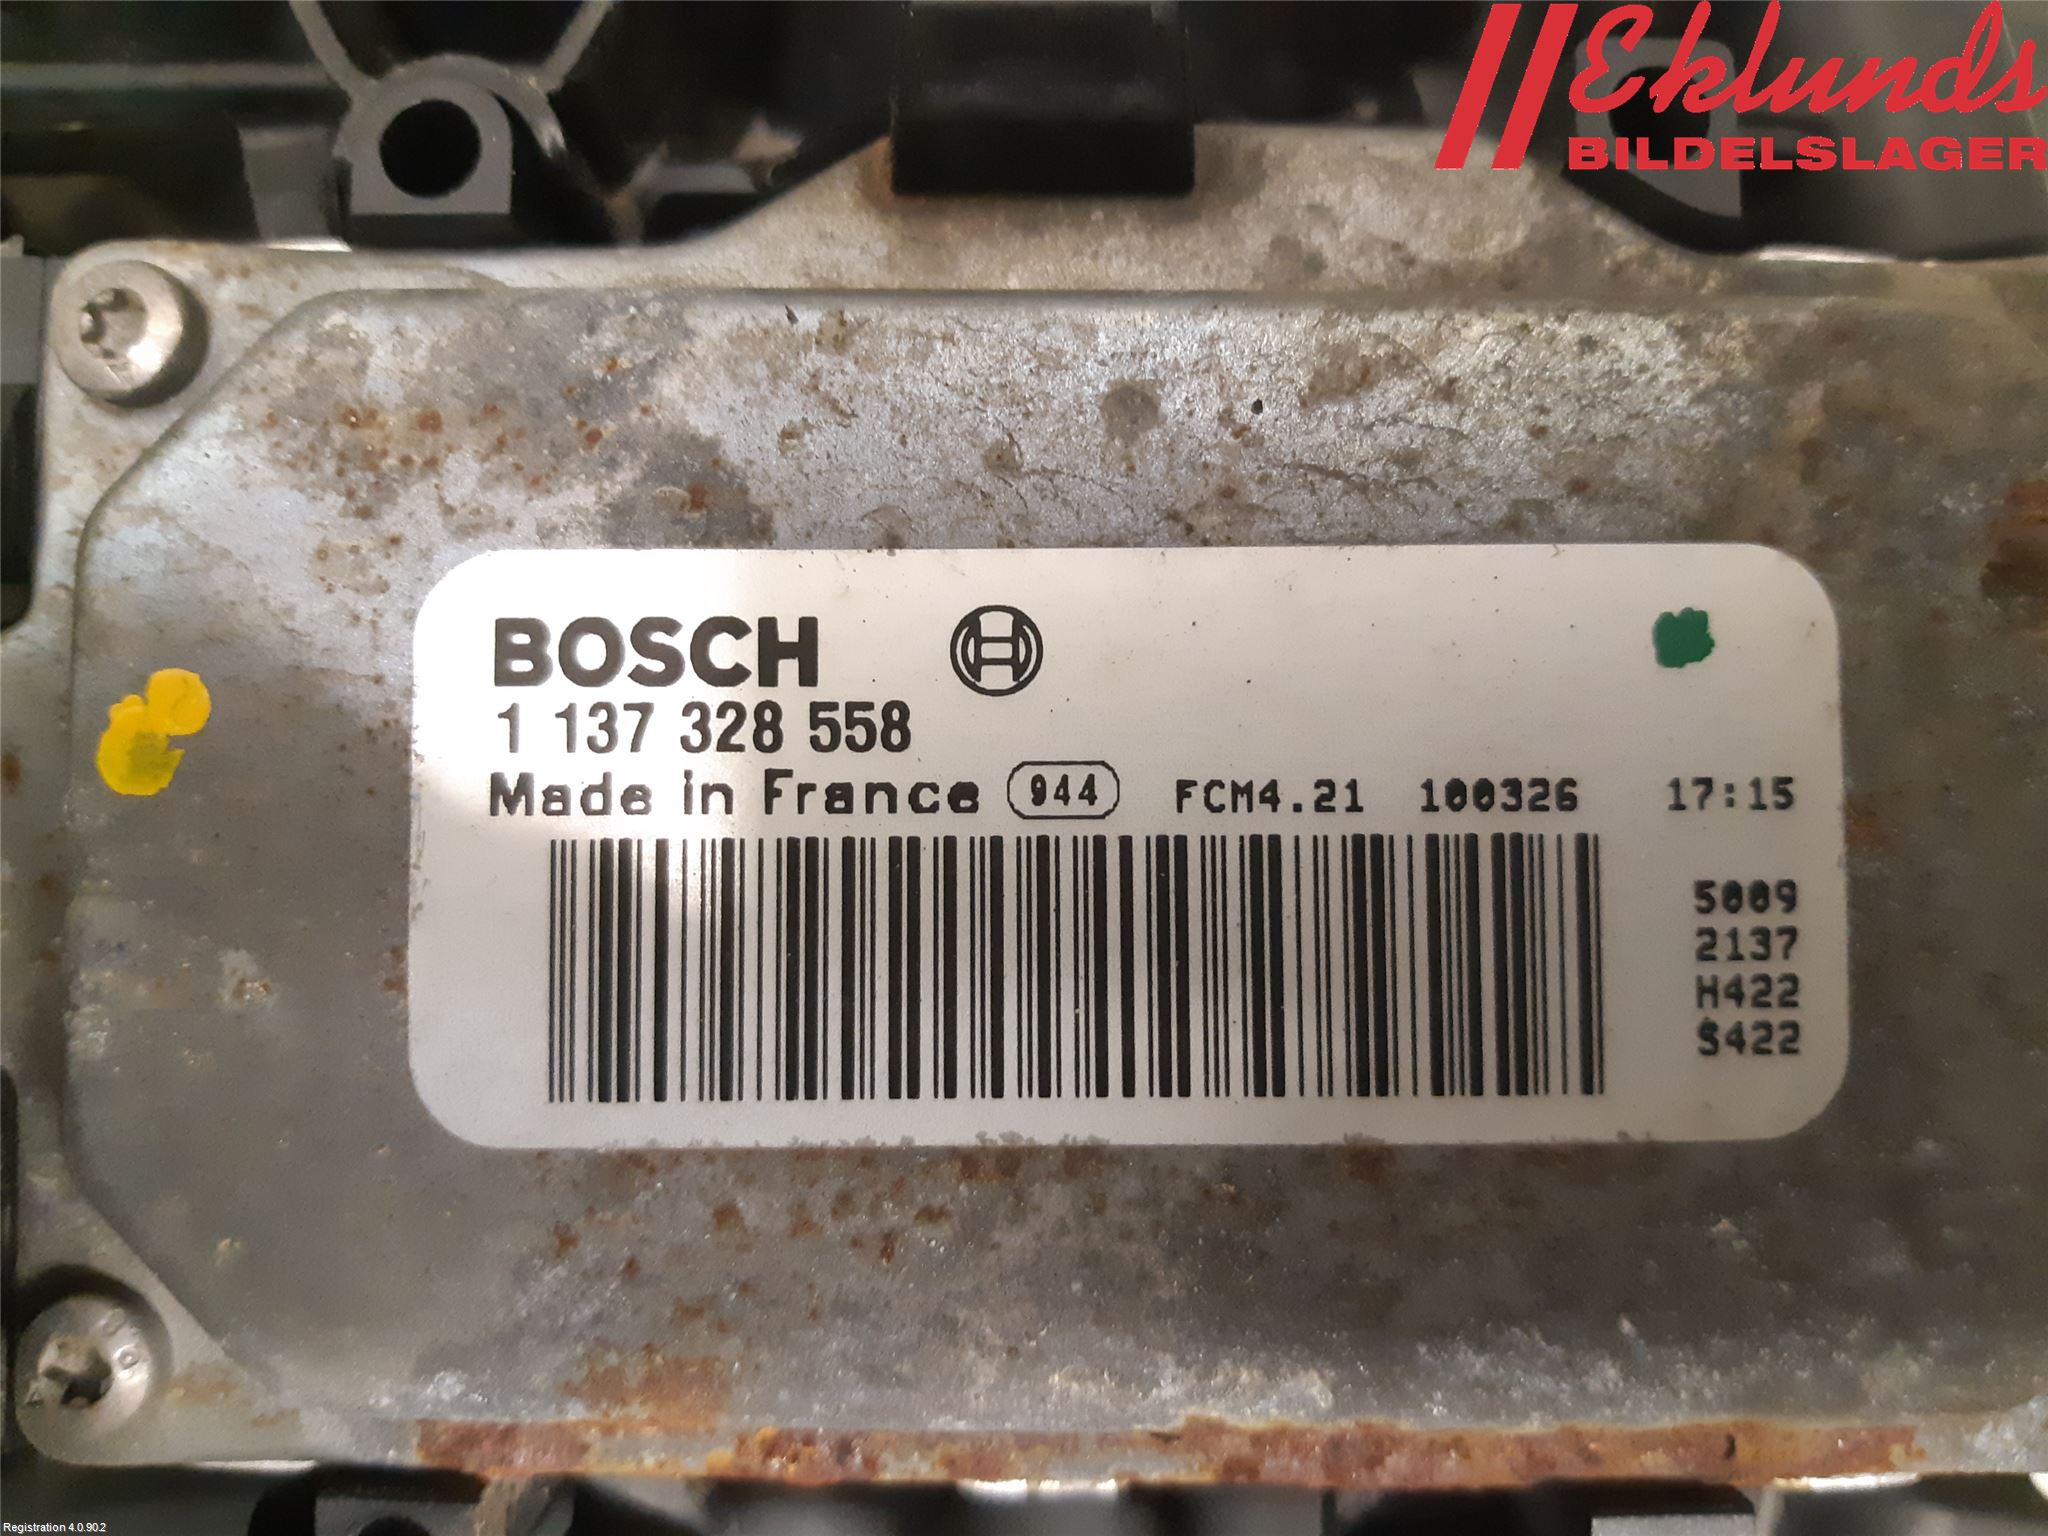 Eklunds
BILDELSLAGER
BOSCH
1 137 328 558
Made in France 944 FCM4.21 100326 17:15
5009
2137
H422
S422
Registration 4.0.90.2